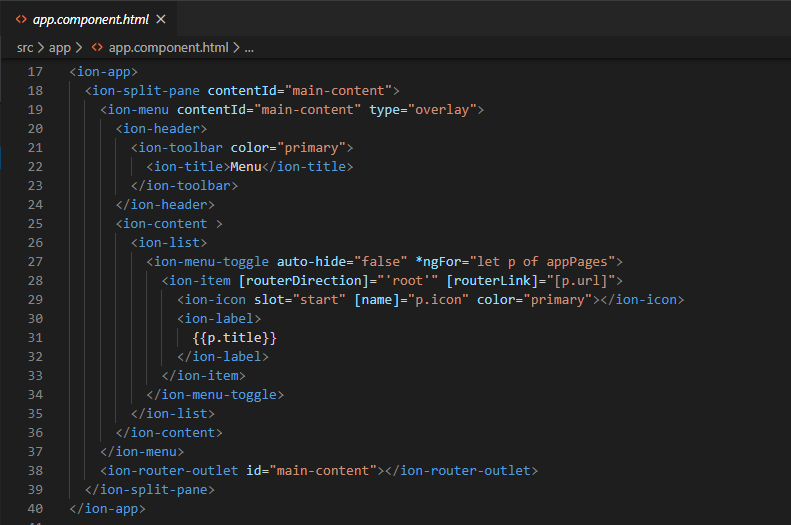 <> app.component.html ×
src > app > <> app.component.html > ...
17 <ion-app>
18   <ion-split-pane contentId="main-content">
19     <ion-menu contentId="main-content" type="overlay">
20       <ion-header>
21         <ion-toolbar color="primary">
22           <ion-title>Menu</ion-title>
23         </ion-toolbar>
24       </ion-header>
25       <ion-content >
26         <ion-list>
27           <ion-menu-toggle auto-hide="false" *ngFor="let p of appPages">
28             <ion-item [routerDirection]="'root'" [routerLink]="[p.url]">
29               <ion-icon slot="start" [name]="p.icon" color="primary"></ion-icon>
30               <ion-label>
31                 {{p.title}}
32               </ion-label>
33             </ion-item>
34           </ion-menu-toggle>
35         </ion-list>
36       </ion-content>
37     </ion-menu>
38     <ion-router-outlet id="main-content"></ion-router-outlet>
39   </ion-split-pane>
40 </ion-app>